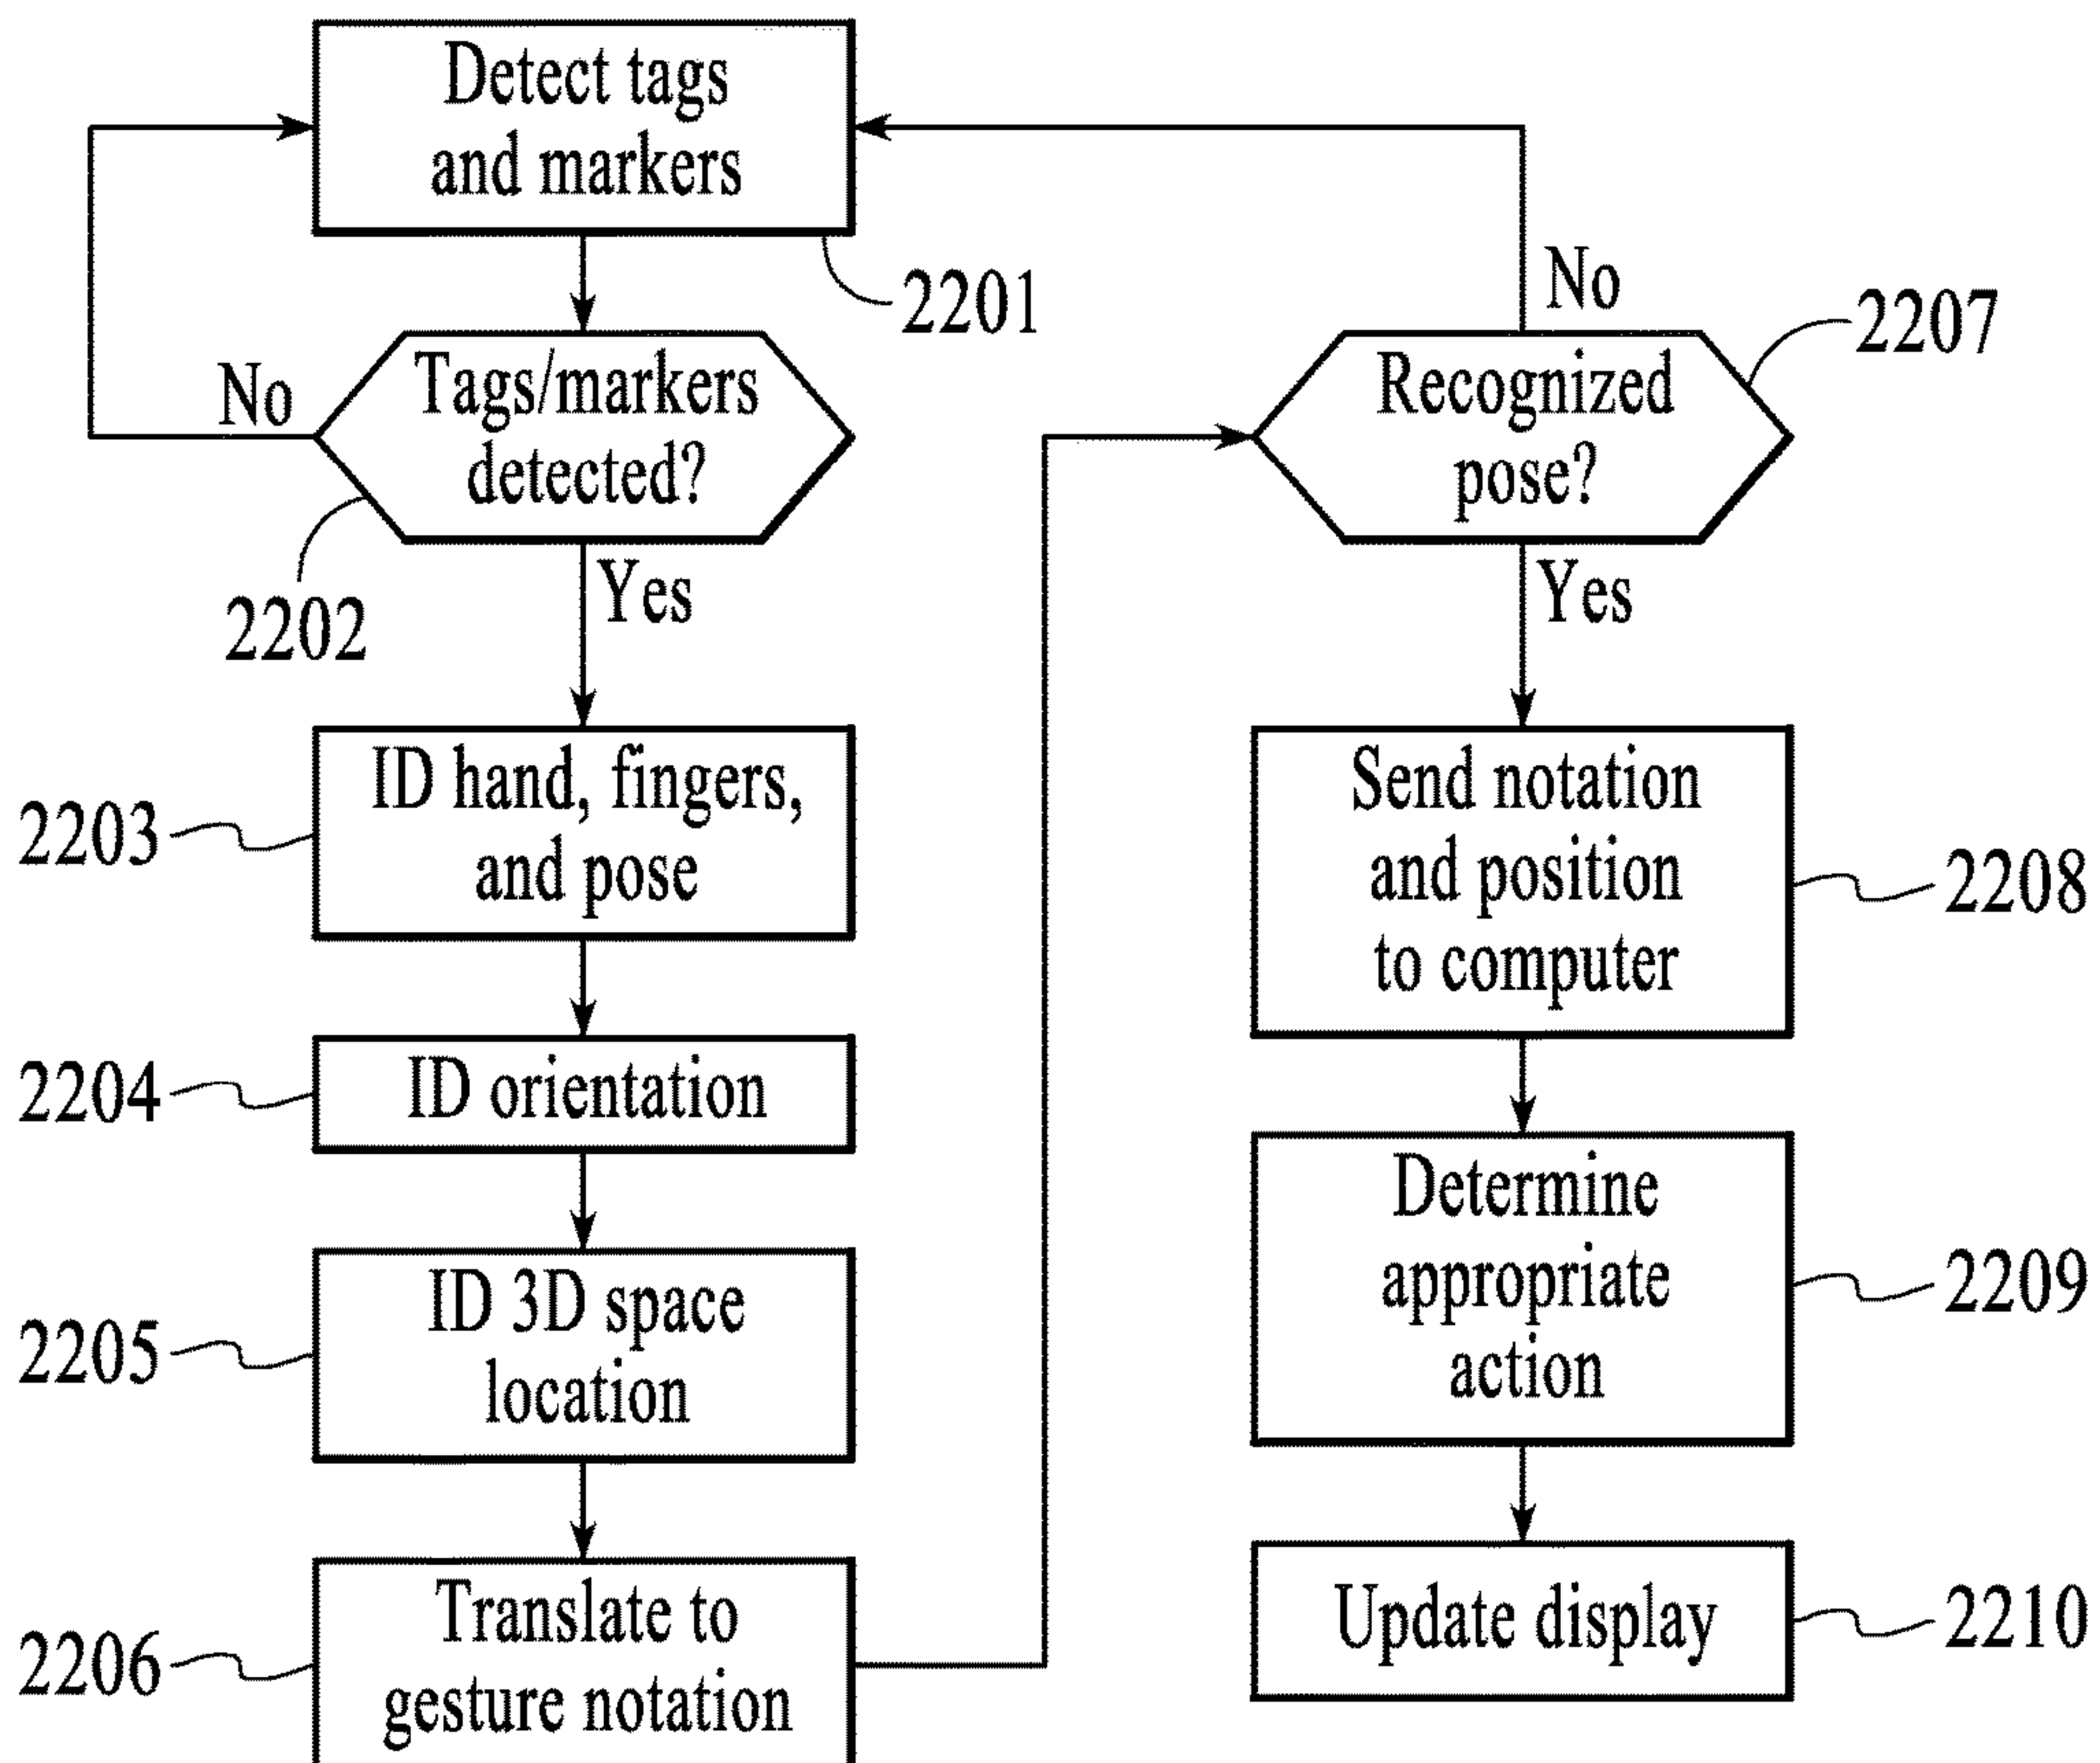 Detect tags
and markers
2201
No
Tags/markers
detected?
2202
Yes
ID hand, fingers,
and pose
2203
ID orientation
2204
ID 3D space
location
2205
Translate to
gesture notation
2206
No
2207
Recognized
pose?
Yes
Send notation
and position
to computer
2208
Determine
appropriate
action
2209
Update display
2210